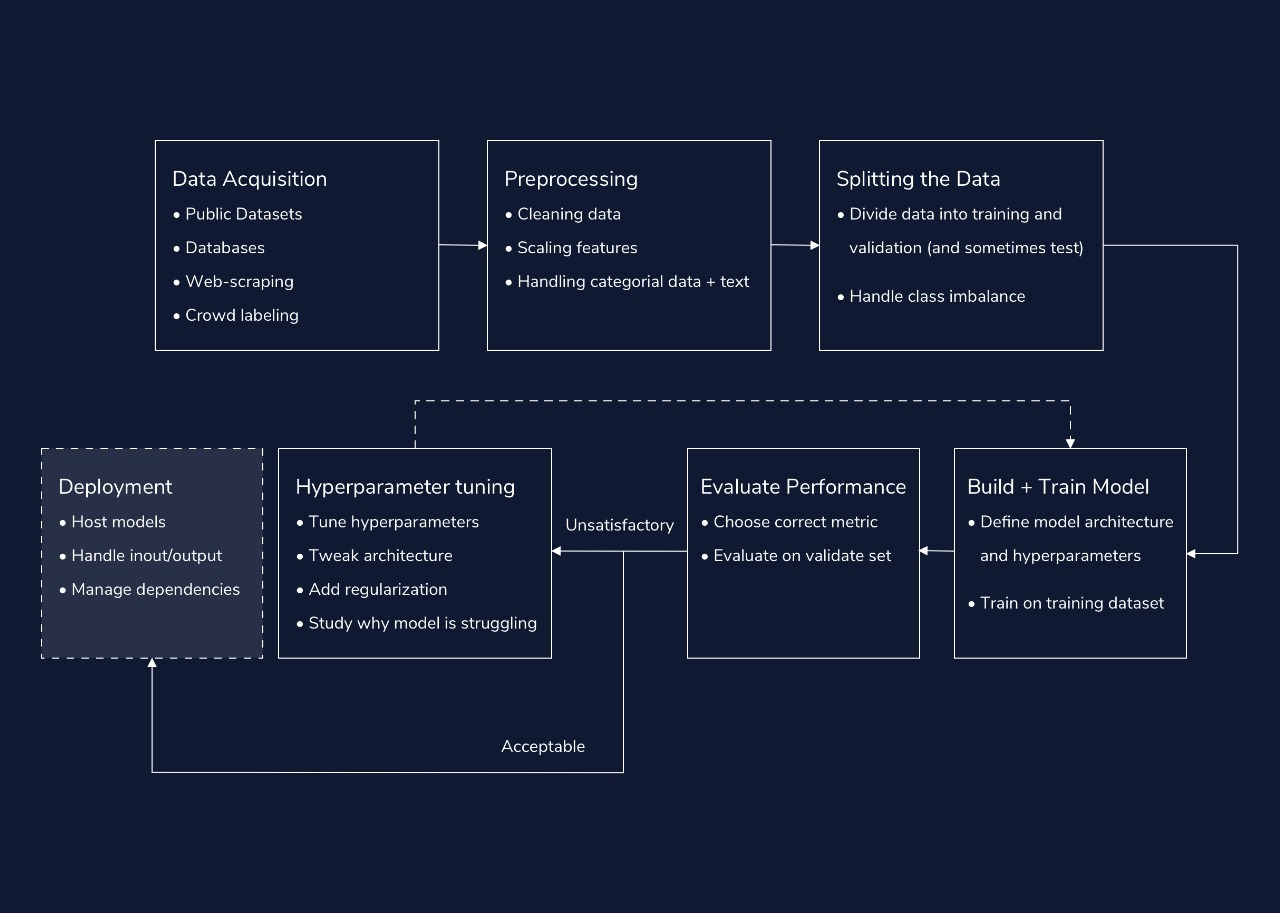 Data Acquisition
• Public Datasets
• Databases
• Web-scraping
• Crowd labeling
Preprocessing
• Cleaning data
• Scaling features
• Handling categorial data + text
Splitting the Data
• Divide data into training and
validation (and sometimes test)
• Handle class imbalance
Build + Train Model
• Define model architecture
and hyperparameters
• Train on training dataset
Evaluate Performance
• Choose correct metric
• Evaluate on validate set
Unsatisfactory
Hyperparameter tuning
• Tune hyperparameters
• Tweak architecture
• Add regularization
• Study why model is struggling
Acceptable
Deployment
• Host models
• Handle inout/output
• Manage dependencies